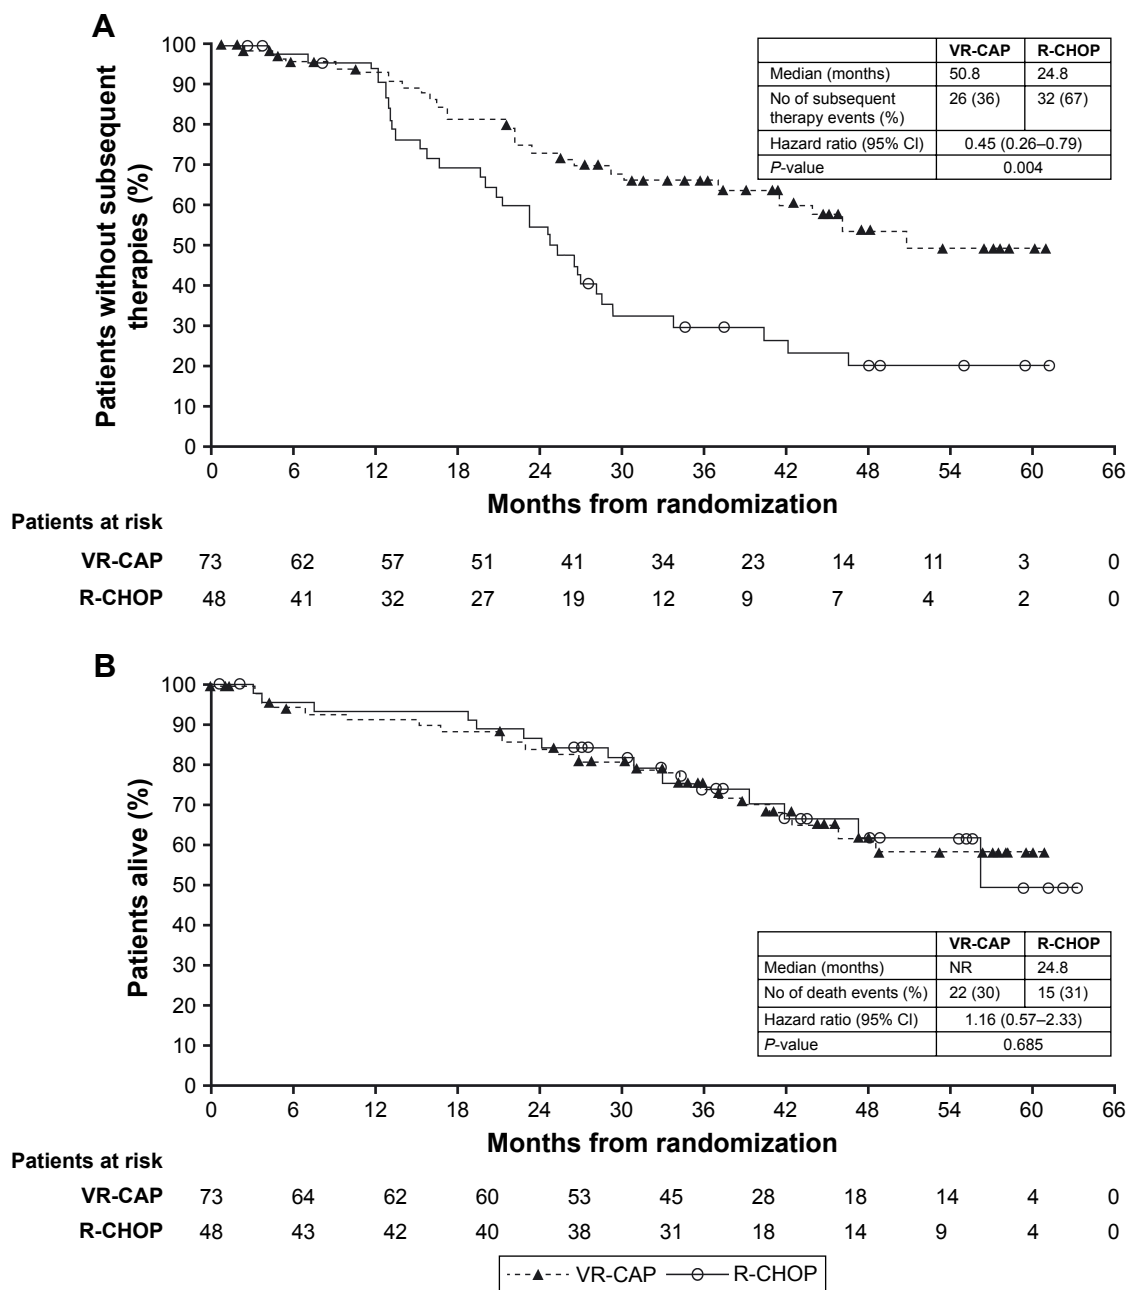 A
Patients without subsequent
therapies (%)
100
90
80
70
60
50
40
30
20
10
0
0 6 12 18 24 30 36 42 48 54 60 66
Months from randomization
VR-CAP R-CHOP
Median (months) 50.8 24.8
No of subsequent
therapy events (%) 26 (36) 32 (67)
Hazard ratio (95% CI) 0.45 (0.26–0.79)
P-value 0.004
Patients at risk
VR-CAP 73 62 57 51 41 34 23 14 11 3 0
R-CHOP 48 41 32 27 19 12 9 7 4 2 0
B
Patients alive (%)
100
90
80
70
60
50
40
30
20
10
0
0 6 12 18 24 30 36 42 48 54 60 66
Months from randomization
VR-CAP R-CHOP
Median (months) NR 24.8
No of death events (%) 22 (30) 15 (31)
Hazard ratio (95% CI) 1.16 (0.57–2.33)
P-value 0.685
Patients at risk
VR-CAP 73 64 62 60 53 45 28 18 14 4 0
R-CHOP 48 43 42 40 38 31 18 14 9 4 0
VR-CAP R-CHOP